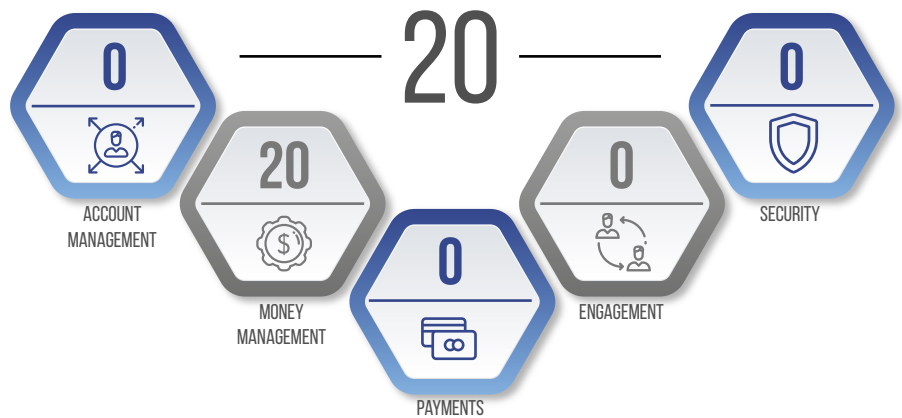 20
0
ACCOUNT
MANAGEMENT
20
$
MONEY
MANAGEMENT
0
PAYMENTS
0
ENGAGEMENT
0
SECURITY